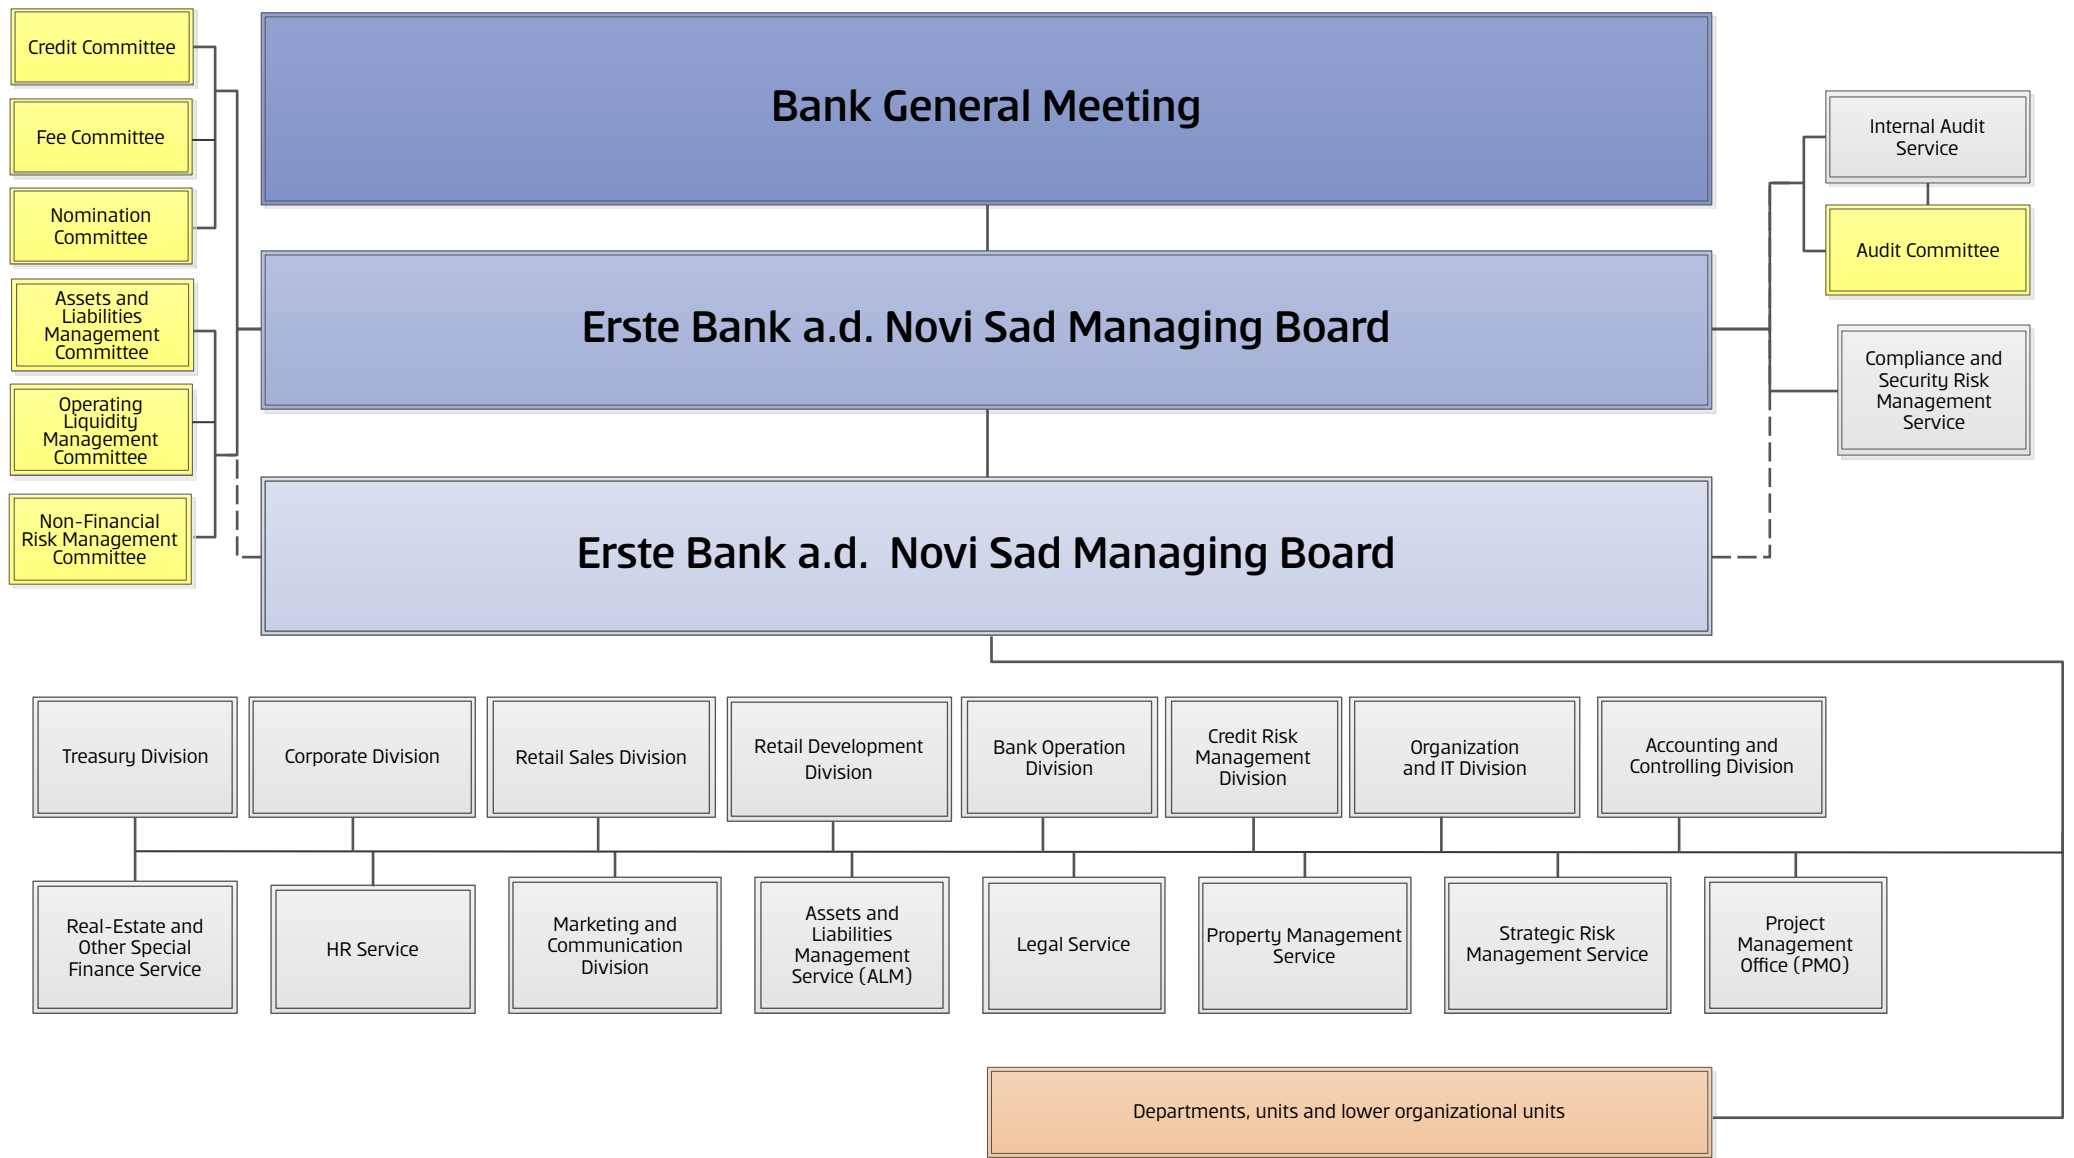 Credit Committee
Fee Committee
Nomination
Committee
Assets and
Liabilities
Management
Committee
Operating
Liquidity
Management
Committee
Non-Financial
Risk Management
Committee
Bank General Meeting
Erste Bank a.d. Novi Sad Managing Board
Erste Bank a.d. Novi Sad Managing Board
Internal Audit
Service
Audit Committee
Compliance and
Security Risk
Management
Service
Treasury Division
Corporate Division
Retail Sales Division
Retail Development
Division
Bank Operation
Division
Credit Risk
Management
Division
Organization
and IT Division
Accounting and
Controlling Division
Real-Estate and
Other Special
Finance Service
HR Service
Marketing and
Communication
Division
Assets and
Liabilities
Management
Service (ALM)
Legal Service
Property Management
Service
Strategic Risk
Management Service
Project
Management
Office (PMO)
Departments, units and lower organizational units